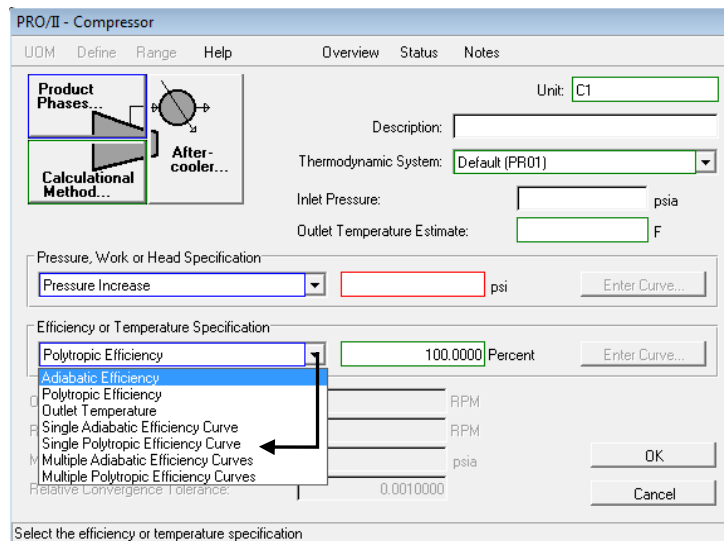 PRO/II - Compressor
UOM Define Range Help Overview Status Notes
Product
Phases...
After-
cooler...
Calculational
Method...
Unit: C1
Description:
Thermodynamic System: Default (PR01)
Inlet Pressure: psia
Outlet Temperature Estimate: F
Pressure, Work or Head Specification
Pressure Increase psi Enter Curve...
Efficiency or Temperature Specification
Polytropic Efficiency 100.0000 Percent Enter Curve...
Adiabatic Efficiency
Polytropic Efficiency
Outlet Temperature
Single Adiabatic Efficiency Curve
Single Polytropic Efficiency Curve
Multiple Adiabatic Efficiency Curves
Multiple Polytropic Efficiency Curves
RPM
RPM
psia
Relative Convergence Tolerance: 0.0010000
OK
Cancel
Select the efficiency or temperature specification